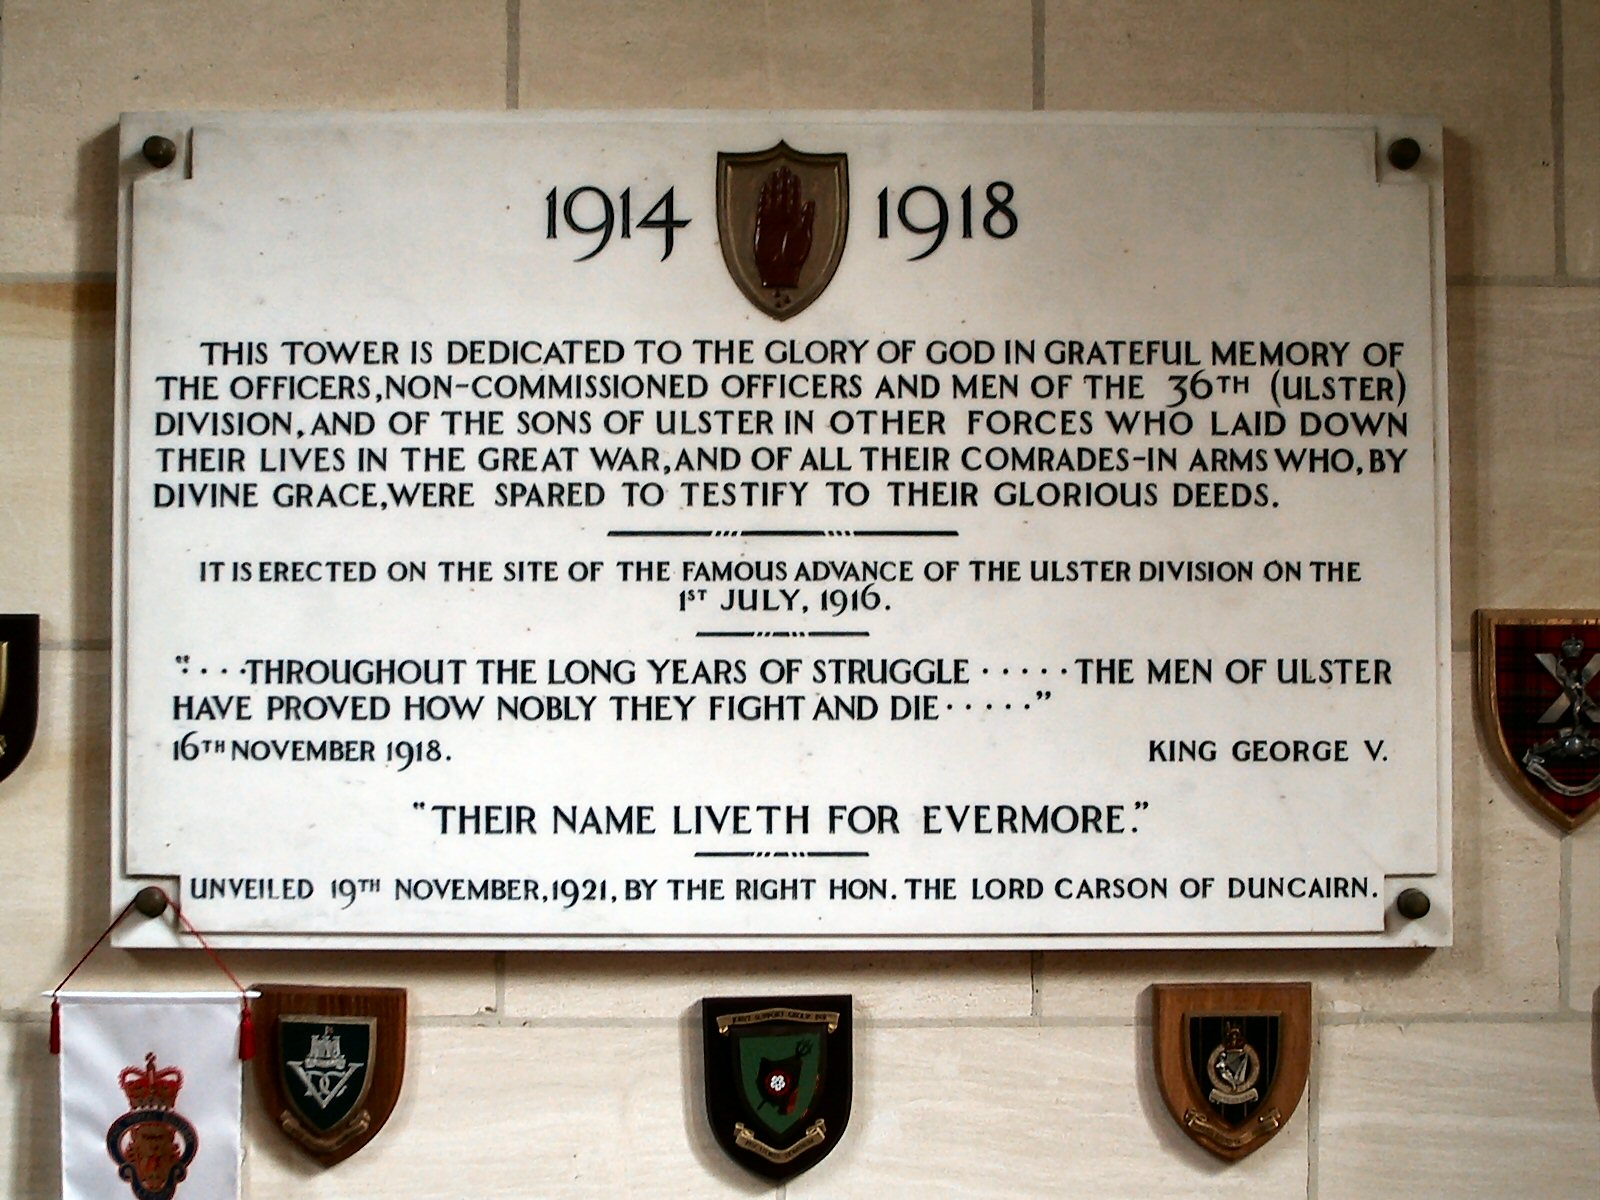 1914 1918
THIS TOWER IS DEDICATED TO THE GLORY OF GOD IN GRATEFUL MEMORY OF
THE OFFICERS, NON-COMMISSIONED OFFICERS AND MEN OF THE 36TH (ULSTER)
DIVISION, AND OF THE SONS OF ULSTER IN OTHER FORCES WHO LAID DOWN
THEIR LIVES IN THE GREAT WAR, AND OF ALL THEIR COMRADES-IN ARMS WHO, BY
DIVINE GRACE, WERE SPARED TO TESTIFY TO THEIR GLORIOUS DEEDS.
IT IS ERECTED ON THE SITE OF THE FAMOUS ADVANCE OF THE ULSTER DIVISION ON THE
1ST JULY, 1916.
"· · · ·THROUGHOUT THE LONG YEARS OF STRUGGLE · · · · · THE MEN OF ULSTER
HAVE PROVED HOW NOBLY THEY FIGHT AND DIE · · · · ·"
16TH NOVEMBER 1918. KING GEORGE V.
"THEIR NAME LIVETH FOR EVERMORE."
UNVEILED 19TH NOVEMBER, 1921, BY THE RIGHT HON. THE LORD CARSON OF DUNCAIRN.
JOINT SUPPORT GROUP